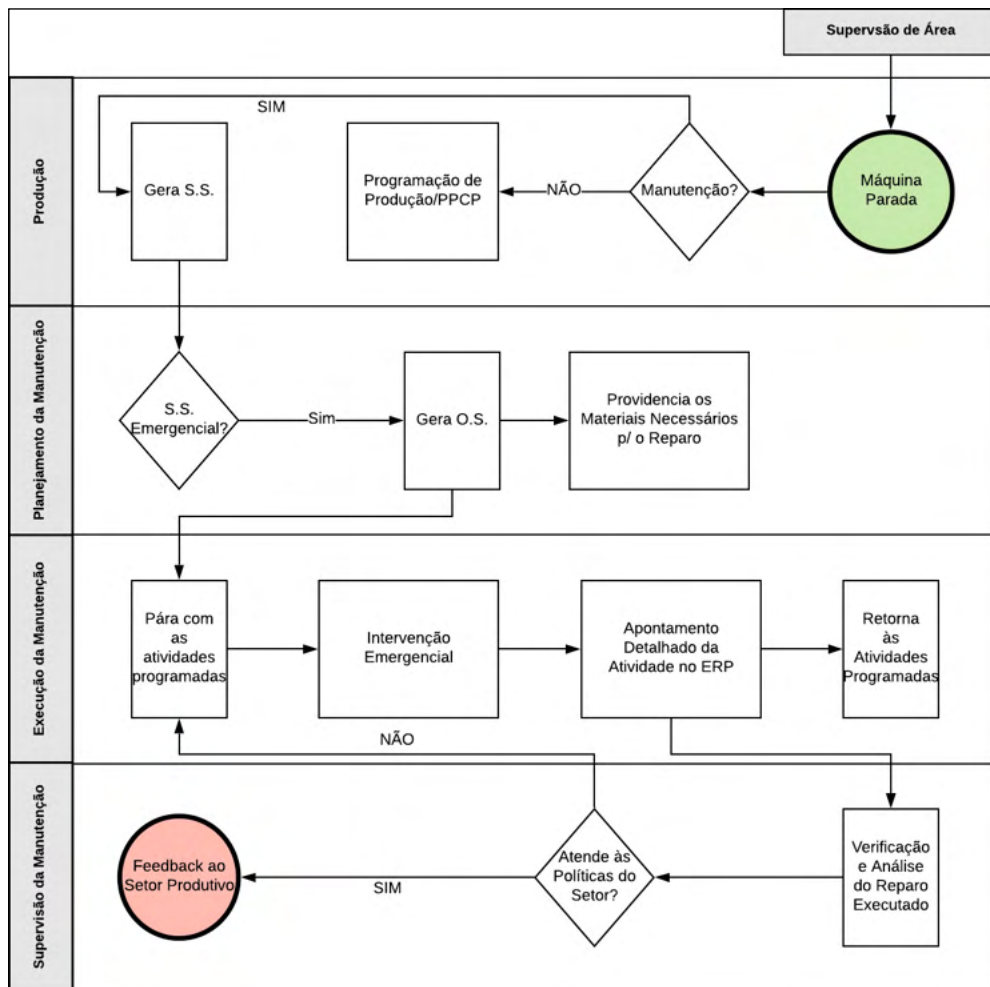 Supervsão de Área
Produção
SIM
Gera S.S.
Programação de
Produção/PPCP
NÃO
Manutenção?
Máquina
Parada
Planejamento da Manutenção
S.S.
Emergencial?
Sim
Gera O.S.
Providencia os
Materiais Necessários
p/ o Reparo
Execução da Manutenção
Pára com
as
atividades
programadas
Intervenção
Emergencial
Apontamento
Detalhado da
Atividade no ERP
Retorna
às
Atividades
Programadas
NÃO
Supervisão da Manutenção
Feedback ao
Setor Produtivo
SIM
Atende às
Políticas do
Setor?
Verificação
e Análise
do Reparo
Executado